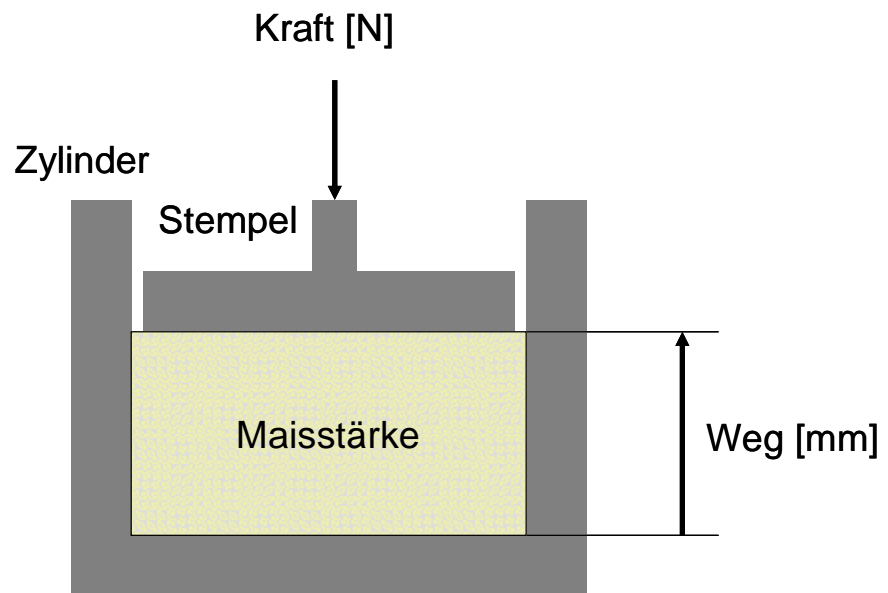 Kraft [N]
Zylinder
Stempel
Maisstärke
Weg [mm]